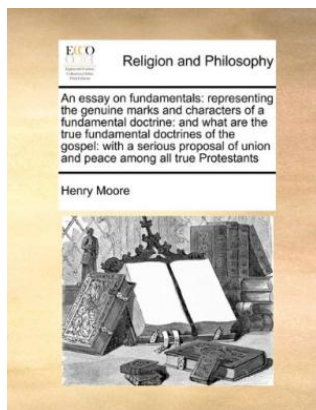 ECCO
Religion and Philosophy
An essay on fundamentals: representing
the genuine marks and characters of a
fundamental doctrine: and what are the
true fundamental doctrines of the
gospel: with a serious proposal of union
and peace among all true Protestants
Henry Moore